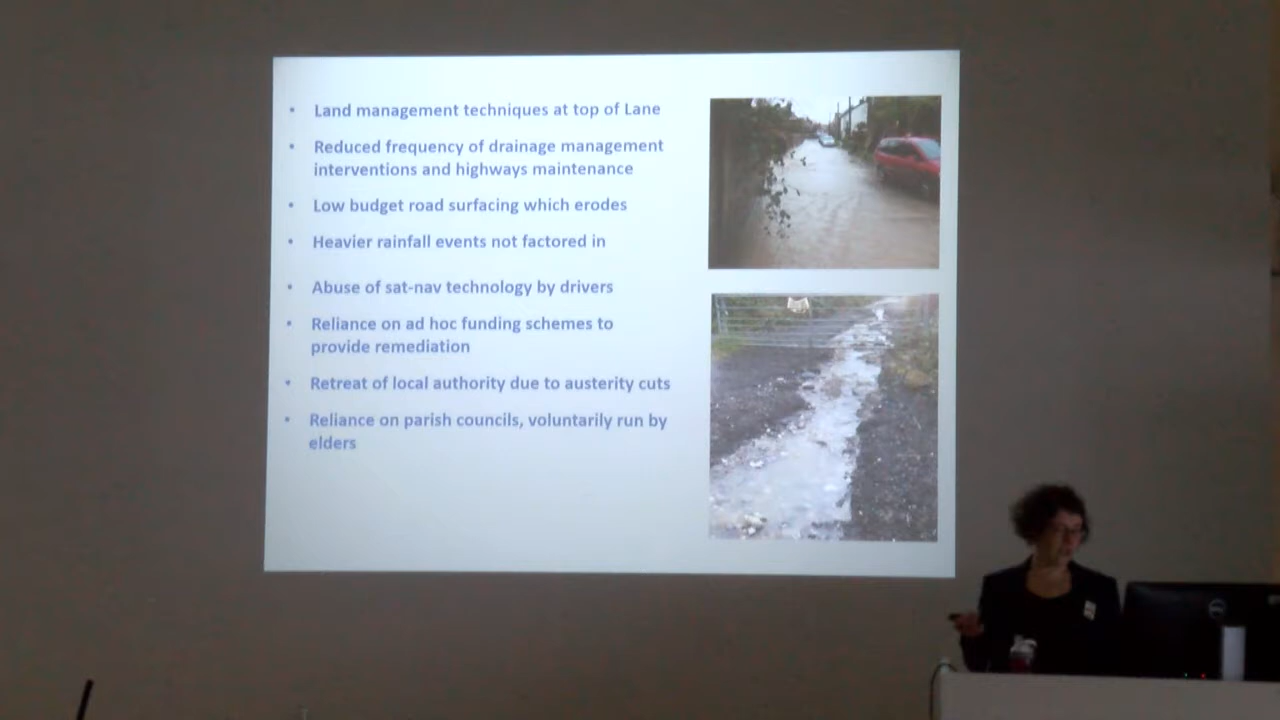 • Land management techniques at top of Lane
• Reduced frequency of drainage management
interventions and highways maintenance
• Low budget road surfacing which erodes
• Heavier rainfall events not factored in
• Abuse of sat-nav technology by drivers
• Reliance on ad hoc funding schemes to
provide remediation
• Retreat of local authority due to austerity cuts
• Reliance on parish councils, voluntarily run by
elders